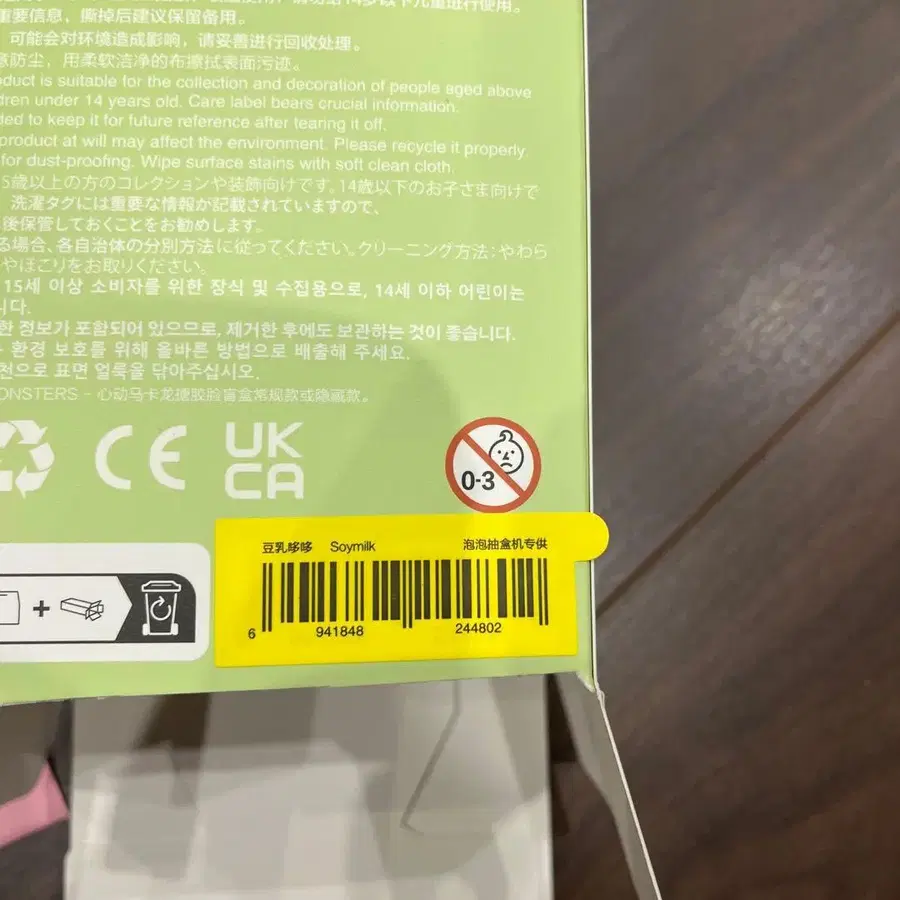 请勿给14岁以下儿童进行使用。
重要信息，撕掉后建议保留备用。
可能会对环境造成影响，请妥善进行回收处理。
意防尘，用柔软洁净的布擦拭表面污迹。
oduct is suitable for the collection and decoration of people aged above
dren under 14 years old. Care label bears crucial information.
ded to keep it for future reference after tearing it off.
product at will may affect the environment. Please recycle it properly.
for dust-proofing. Wipe surface stains with soft clean cloth.
5歳以上の方のコレクションや装飾向けです。14歳以下のお子さま向けで
洗濯タグには重要な情報が記載されていますので、
後保管しておくことをお勧めします。
る場合、各自治体の分別方法に従ってください。クリーニング方法：やわら
やほこりをお取りください。
15세 이상 소비자를 위한 장식 및 수집용으로, 14세 이하 어린이는
니다.
한 정보가 포함되어 있으므로, 제거한 후에도 보관하는 것이 좋습니다.
환경 보호를 위해 올바른 방법으로 배출해 주세요.
천으로 표면 얼룩을 닦아주십시오.
ONSTERS - 心动马卡龙搪胶脸盲盒常规款或隐藏款。
CE
UK
CA
0-3
豆乳哆哆 Soymilk 泡泡抽盒机专供
6 941848 244802
+